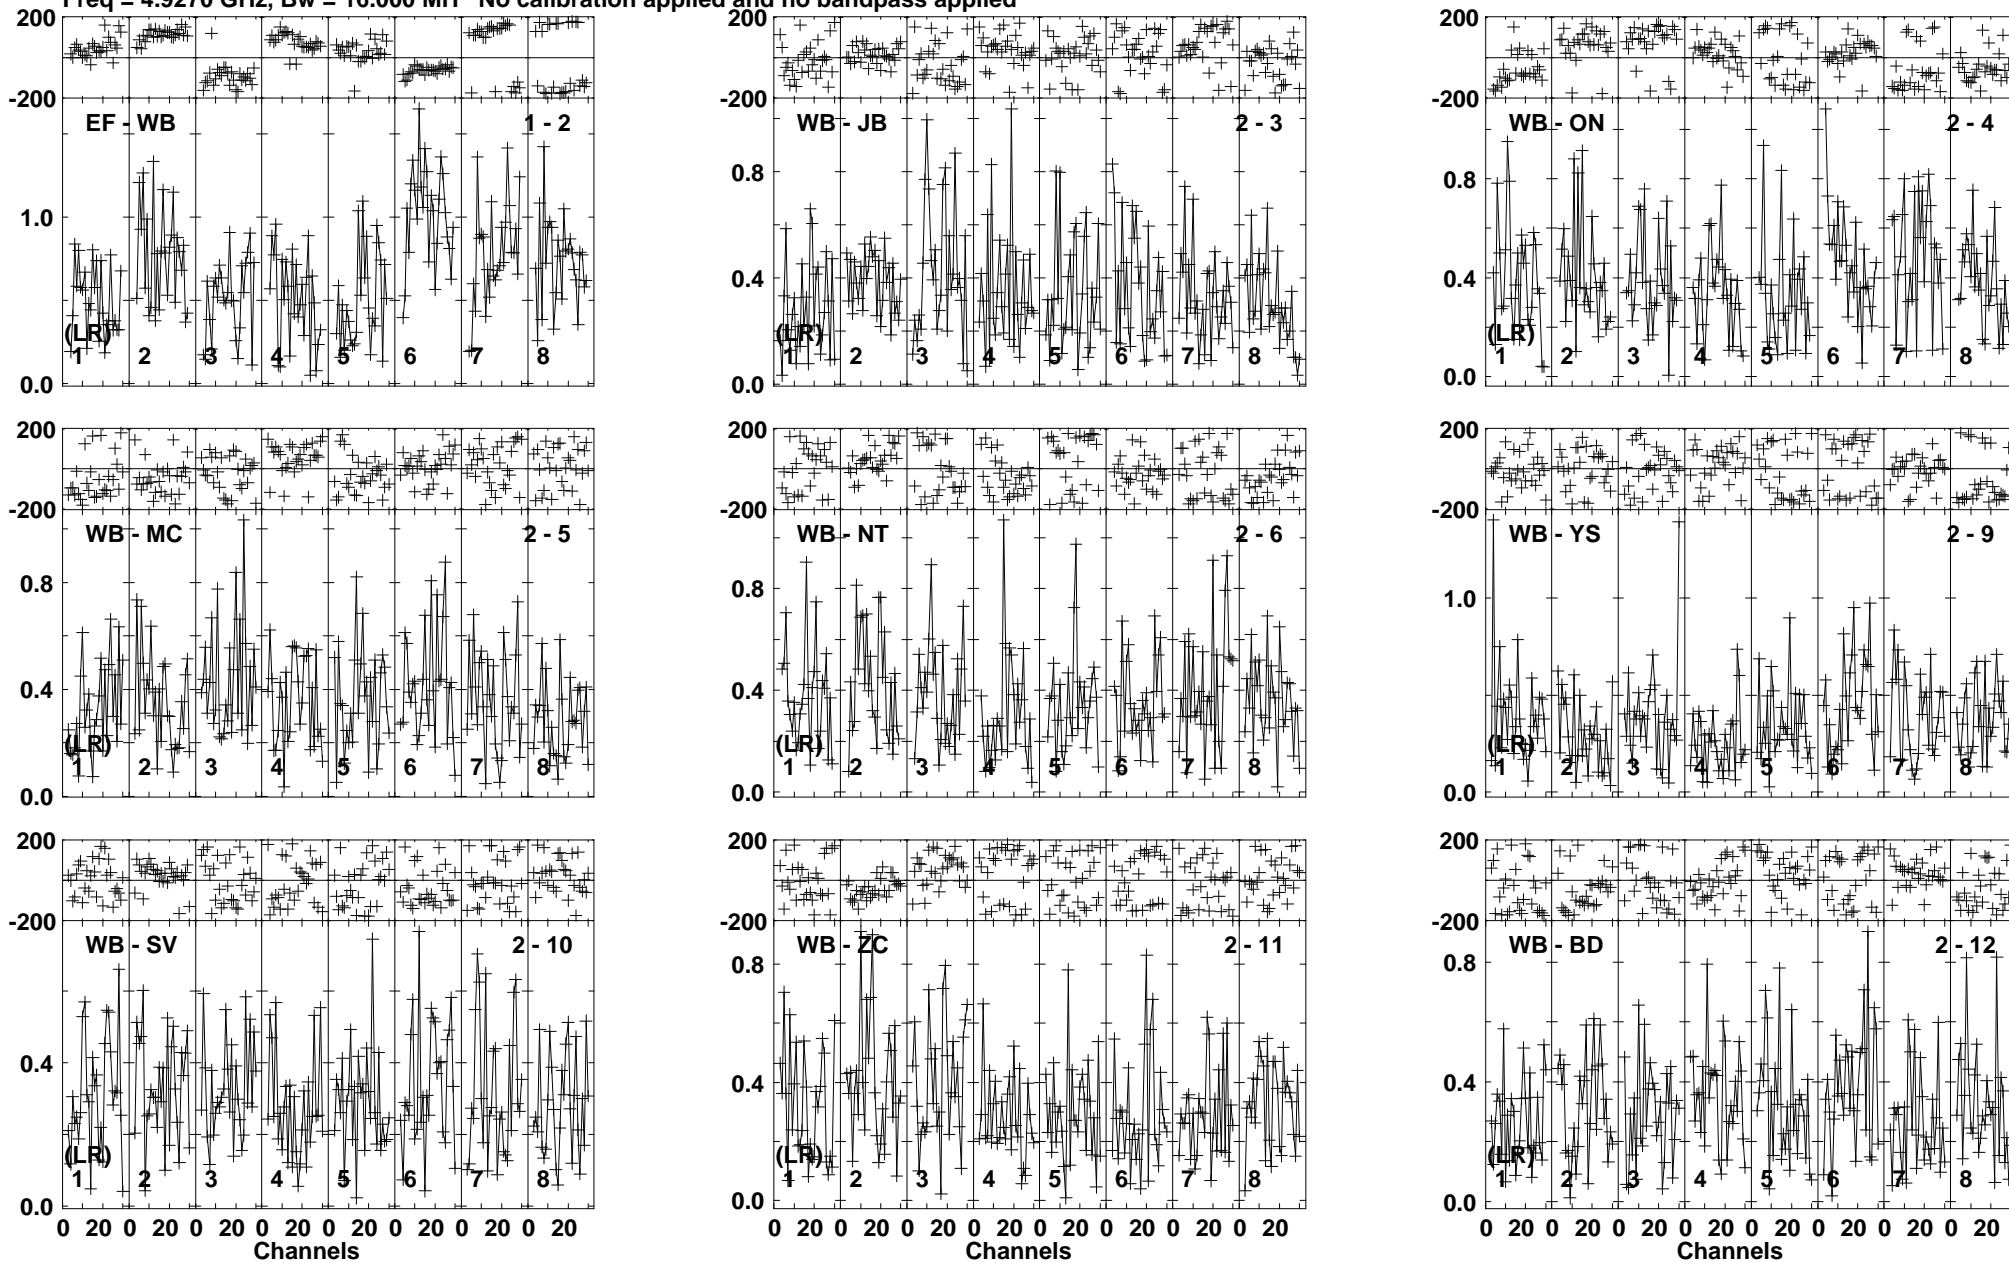 Freq = 4.9270 GHz, Bw = 16.000 MH No calibration applied and no bandpass applied
200 200 200
-200 -200 -200
EF - WB 1 - 2 WB - JB 2 - 3 WB - ON 2 - 4
0.8 0.8
1.0
0.4 0.4
(LR) (LR) (LR)
1 2 3 4 5 6 7 8 1 2 3 4 5 6 7 8 1 2 3 4 5 6 7 8
0.0 0.0 0.0
200 200 200
-200 -200 -200
WB - MC 2 - 5 WB - NT 2 - 6 WB - YS 2 - 9
0.8 0.8 1.0
0.4 0.4
(LR) (LR) (LR)
1 2 3 4 5 6 7 8 1 2 3 4 5 6 7 8 1 2 3 4 5 6 7 8
0.0 0.0 0.0
200 200 200
-200 -200 -200
WB - SV 2 - 10 WB - ZC 2 - 11 WB - BD 2 - 12
0.8 0.8
0.4 0.4 0.4
(LR) (LR) (LR)
1 2 3 4 5 6 7 8 1 2 3 4 5 6 7 8 1 2 3 4 5 6 7 8
0.0 0.0 0.0
0 20 0 20 0 20 0 20 0 20 0 20 0 20 0 20 0 20 0 20 0 20 0 20 0 20 0 20 0 20 0 20 0 20 0 20 0 20 0 20 0 20 0 20 0 20 0 20
Channels Channels Channels